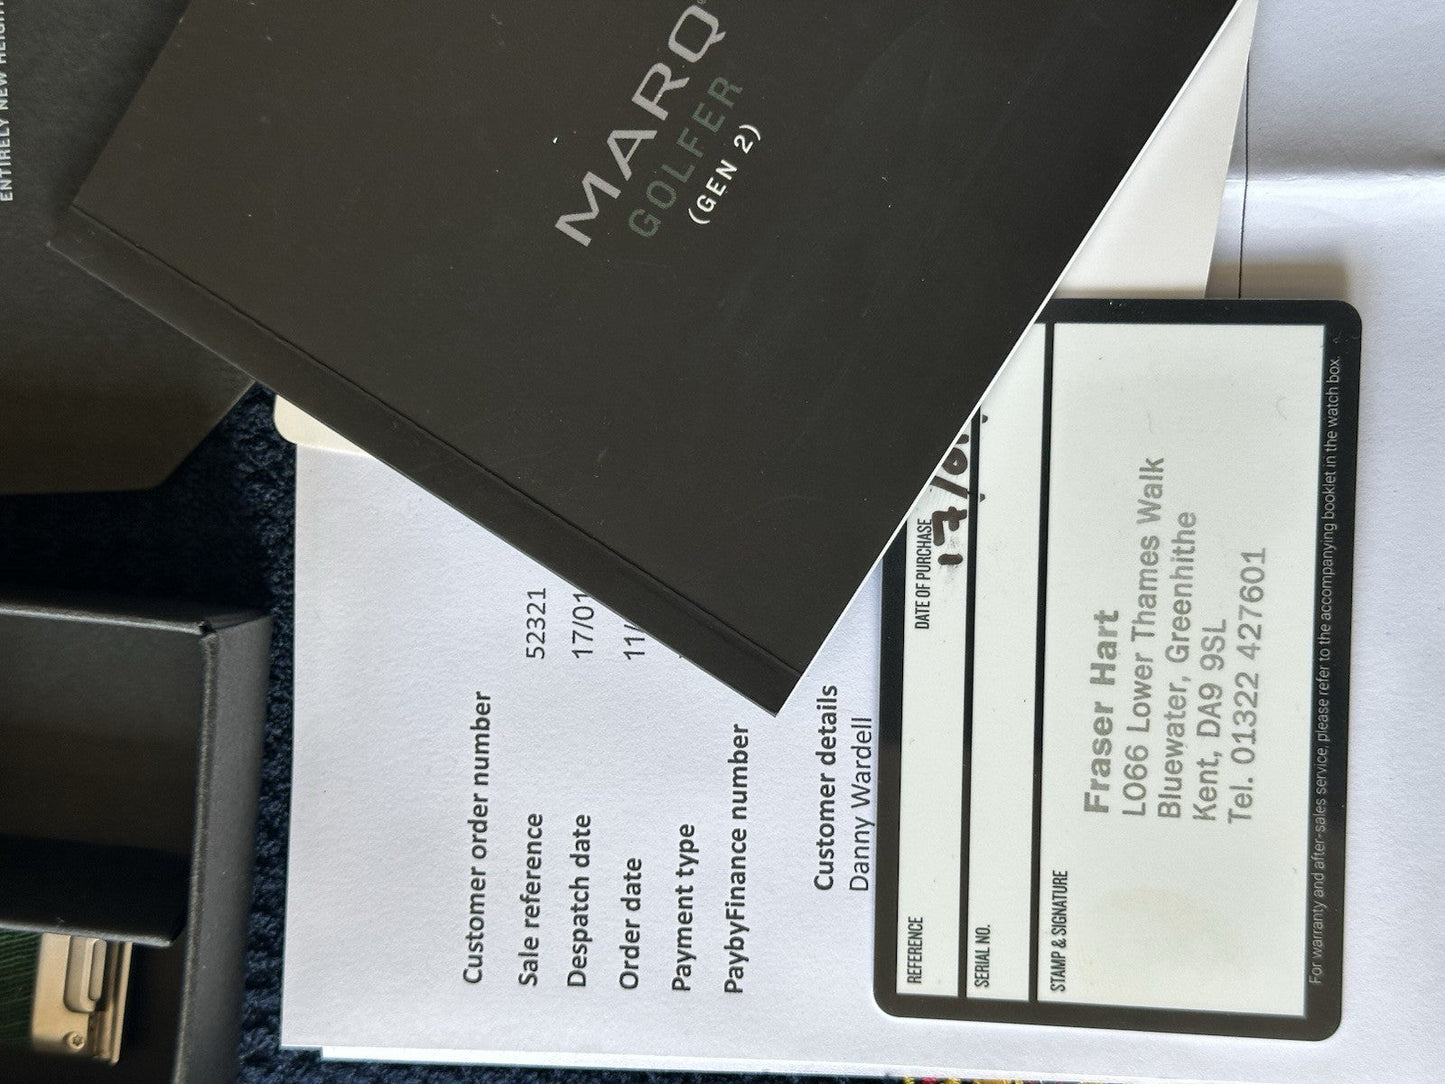 ENTIRELY NEW HEIGH
MARQ
GOLFER
(GEN 2)
Customer order number
Sale reference 52321
Despatch date 17/01
Order date 11/
Payment type
PaybyFinance number
Customer details
Danny Wardell
REFERENCE
DATE OF PURCHASE
17/0
SERIAL NO.
STAMP & SIGNATURE
Fraser Hart
L066 Lower Thames Walk
Bluewater, Greenhithe
Kent, DA9 9SL
Tel. 01322 427601
For warranty and after-sales service, please refer to the accompanying booklet in the watch box.